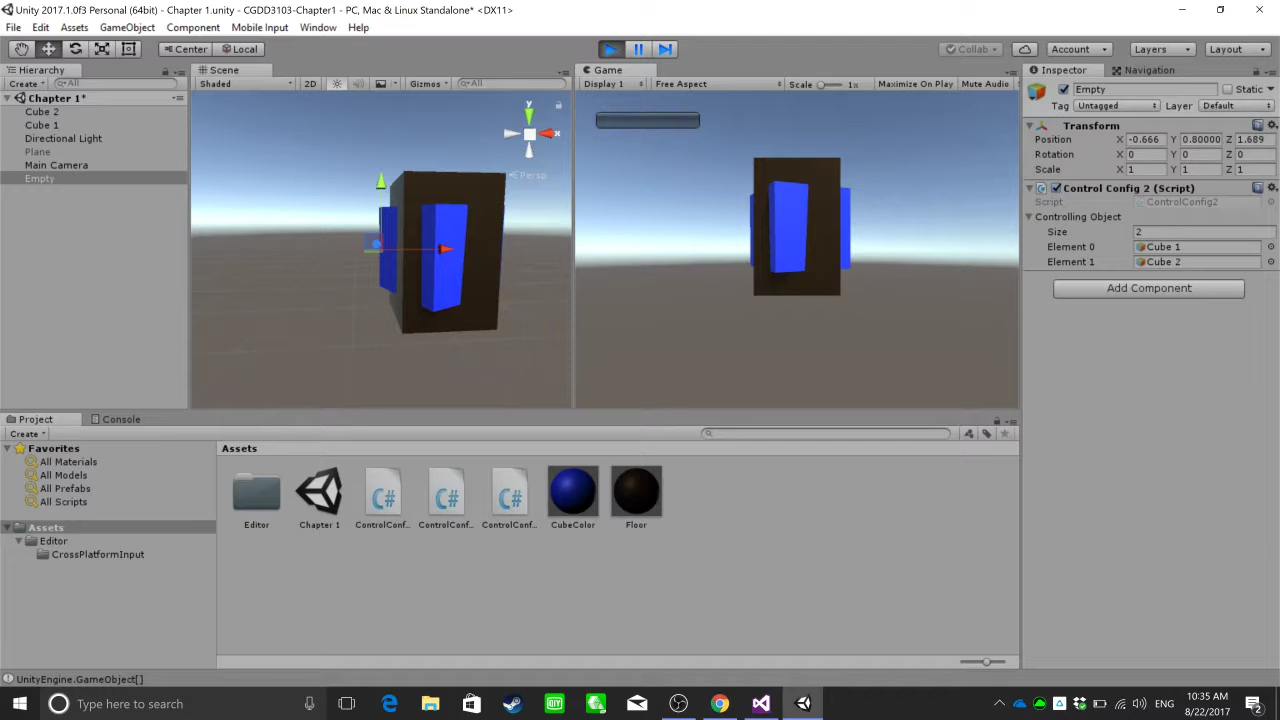 Unity 2017.1.0f3 Personal (64bit) - Chapter 1.unity - CGDD3103-Chapter1 - PC, Mac & Linux Standalone* <DX11>
File Edit Assets GameObject Component Mobile Input Window Help
Center Local Collab Account Layers Layout
Hierarchy Scene Game Inspector Navigation
Create All Shaded 2D Gizmos All Display 1 Free Aspect Scale 1x Maximize On Play Mute Audio Empty Static
Chapter 1* Tag Untagged Layer Default
Cube 2
Cube 1 y Transform
Directional Light x Position X -0.666 Y 0.80000 Z 1.689
Plane Rotation X 0 Y 0 Z 0
Main Camera Persp Scale X 1 Y 1 Z 1
Empty Control Config 2 (Script)
Script ControlConfig2
Controlling Object
Size 2
Element 0 Cube 1
Element 1 Cube 2
Add Component
Project Console
Create
Favorites Assets
All Materials
All Models
All Prefabs
All Scripts
Assets Editor Chapter 1 ControlConf... ControlConf... ControlConf... CubeColor Floor
Editor
CrossPlatformInput
UnityEngine.GameObject[]
Type here to search DIY ENG 10:35 AM
8/22/2017 2